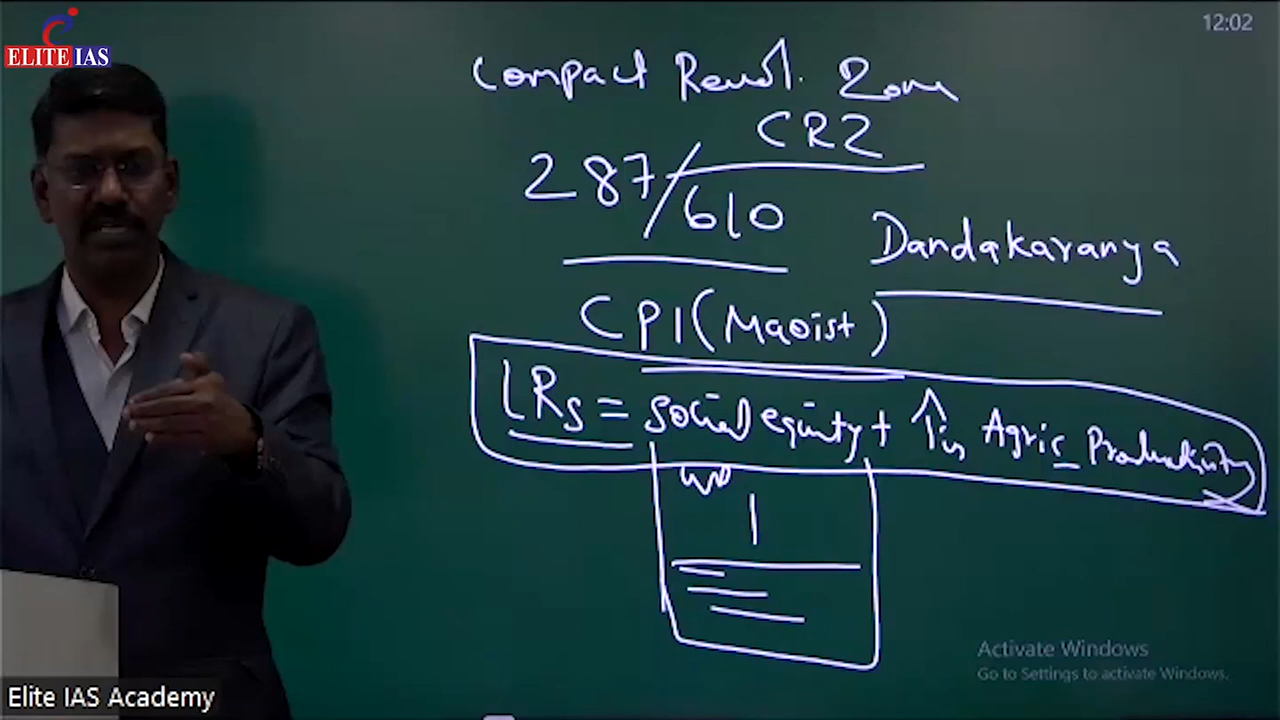 12:02
ELITE IAS
Compact Revol. Zone
CRZ
287/610
Dandakaranya
CPI (Maoist)
LRs = social equity + ↑ in Agric Productivity
Activate Windows
Go to Settings to activate Windows.
Elite IAS Academy